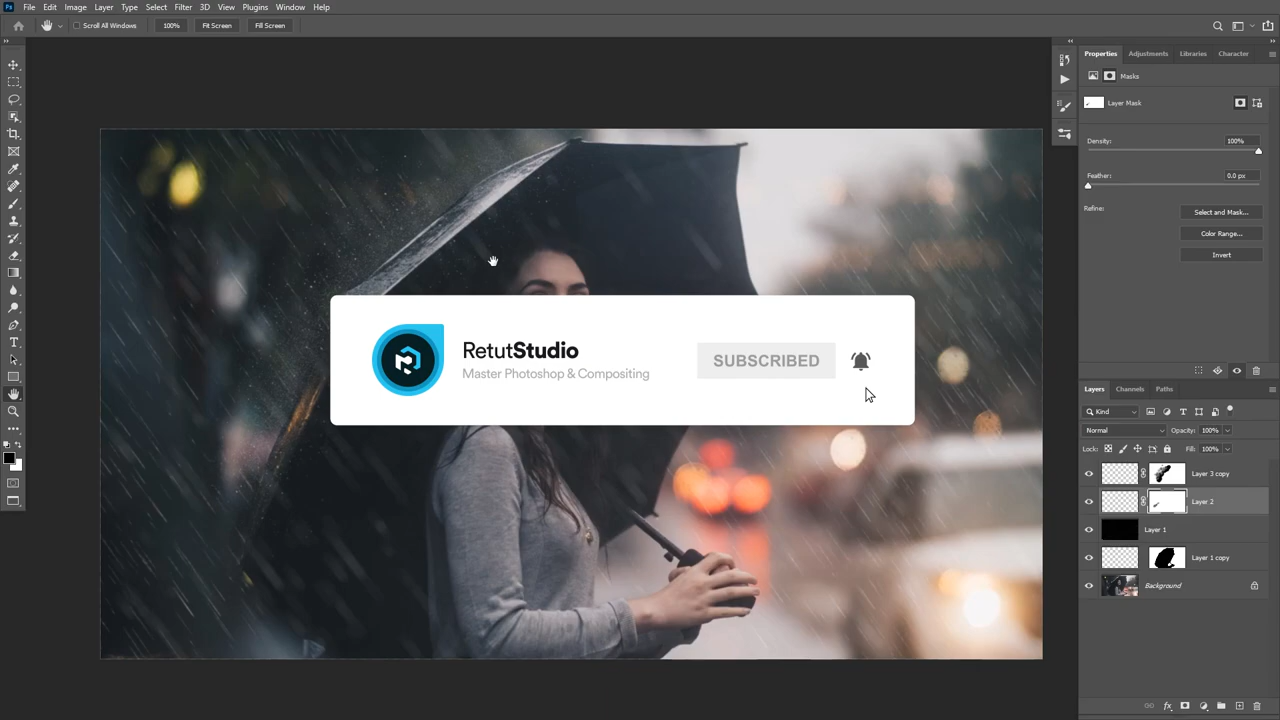 Ps File Edit Image Layer Type Select Filter 3D View Plugins Window Help
Scroll All Windows 100% Fit Screen Fill Screen
Properties Adjustments Libraries Character
Masks
Layer Mask
Density: 100%
Feather: 0.0 px
Refine: Select and Mask...
Color Range...
Invert
RetutStudio
Master Photoshop & Compositing
SUBSCRIBED
Layers Channels Paths
Kind
Normal Opacity: 100%
Lock: Fill: 100%
Layer 3 copy
Layer 2
Layer 1
Layer 1 copy
Background